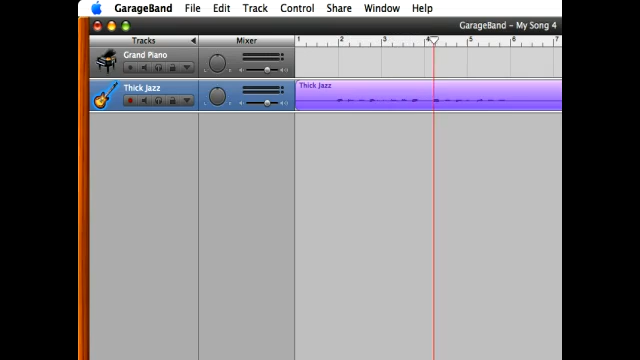 GarageBand File Edit Track Control Share Window Help
GarageBand – My Song 4
Tracks Mixer 1 2 3 4 5 6 7
Grand Piano
L R
Thick Jazz Thick Jazz
L R